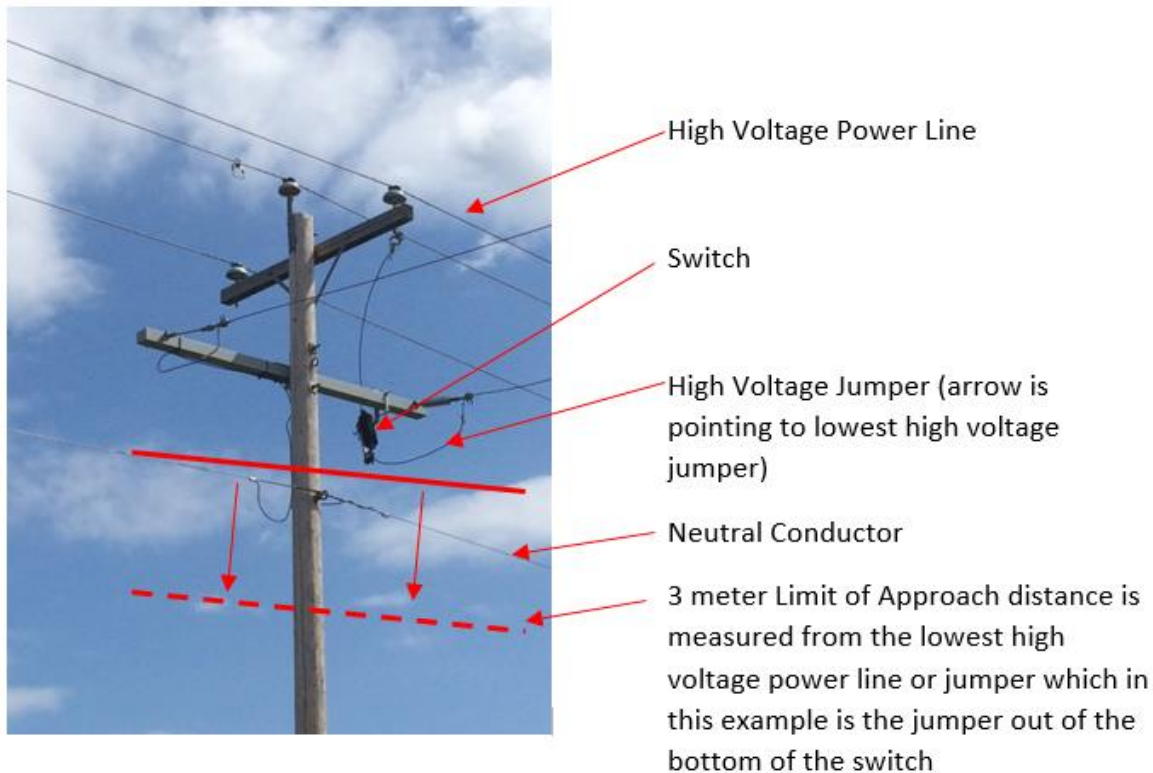 High Voltage Power Line
Switch
High Voltage Jumper (arrow is
pointing to lowest high voltage
jumper)
Neutral Conductor
3 meter Limit of Approach distance is
measured from the lowest high
voltage power line or jumper which in
this example is the jumper out of the
bottom of the switch